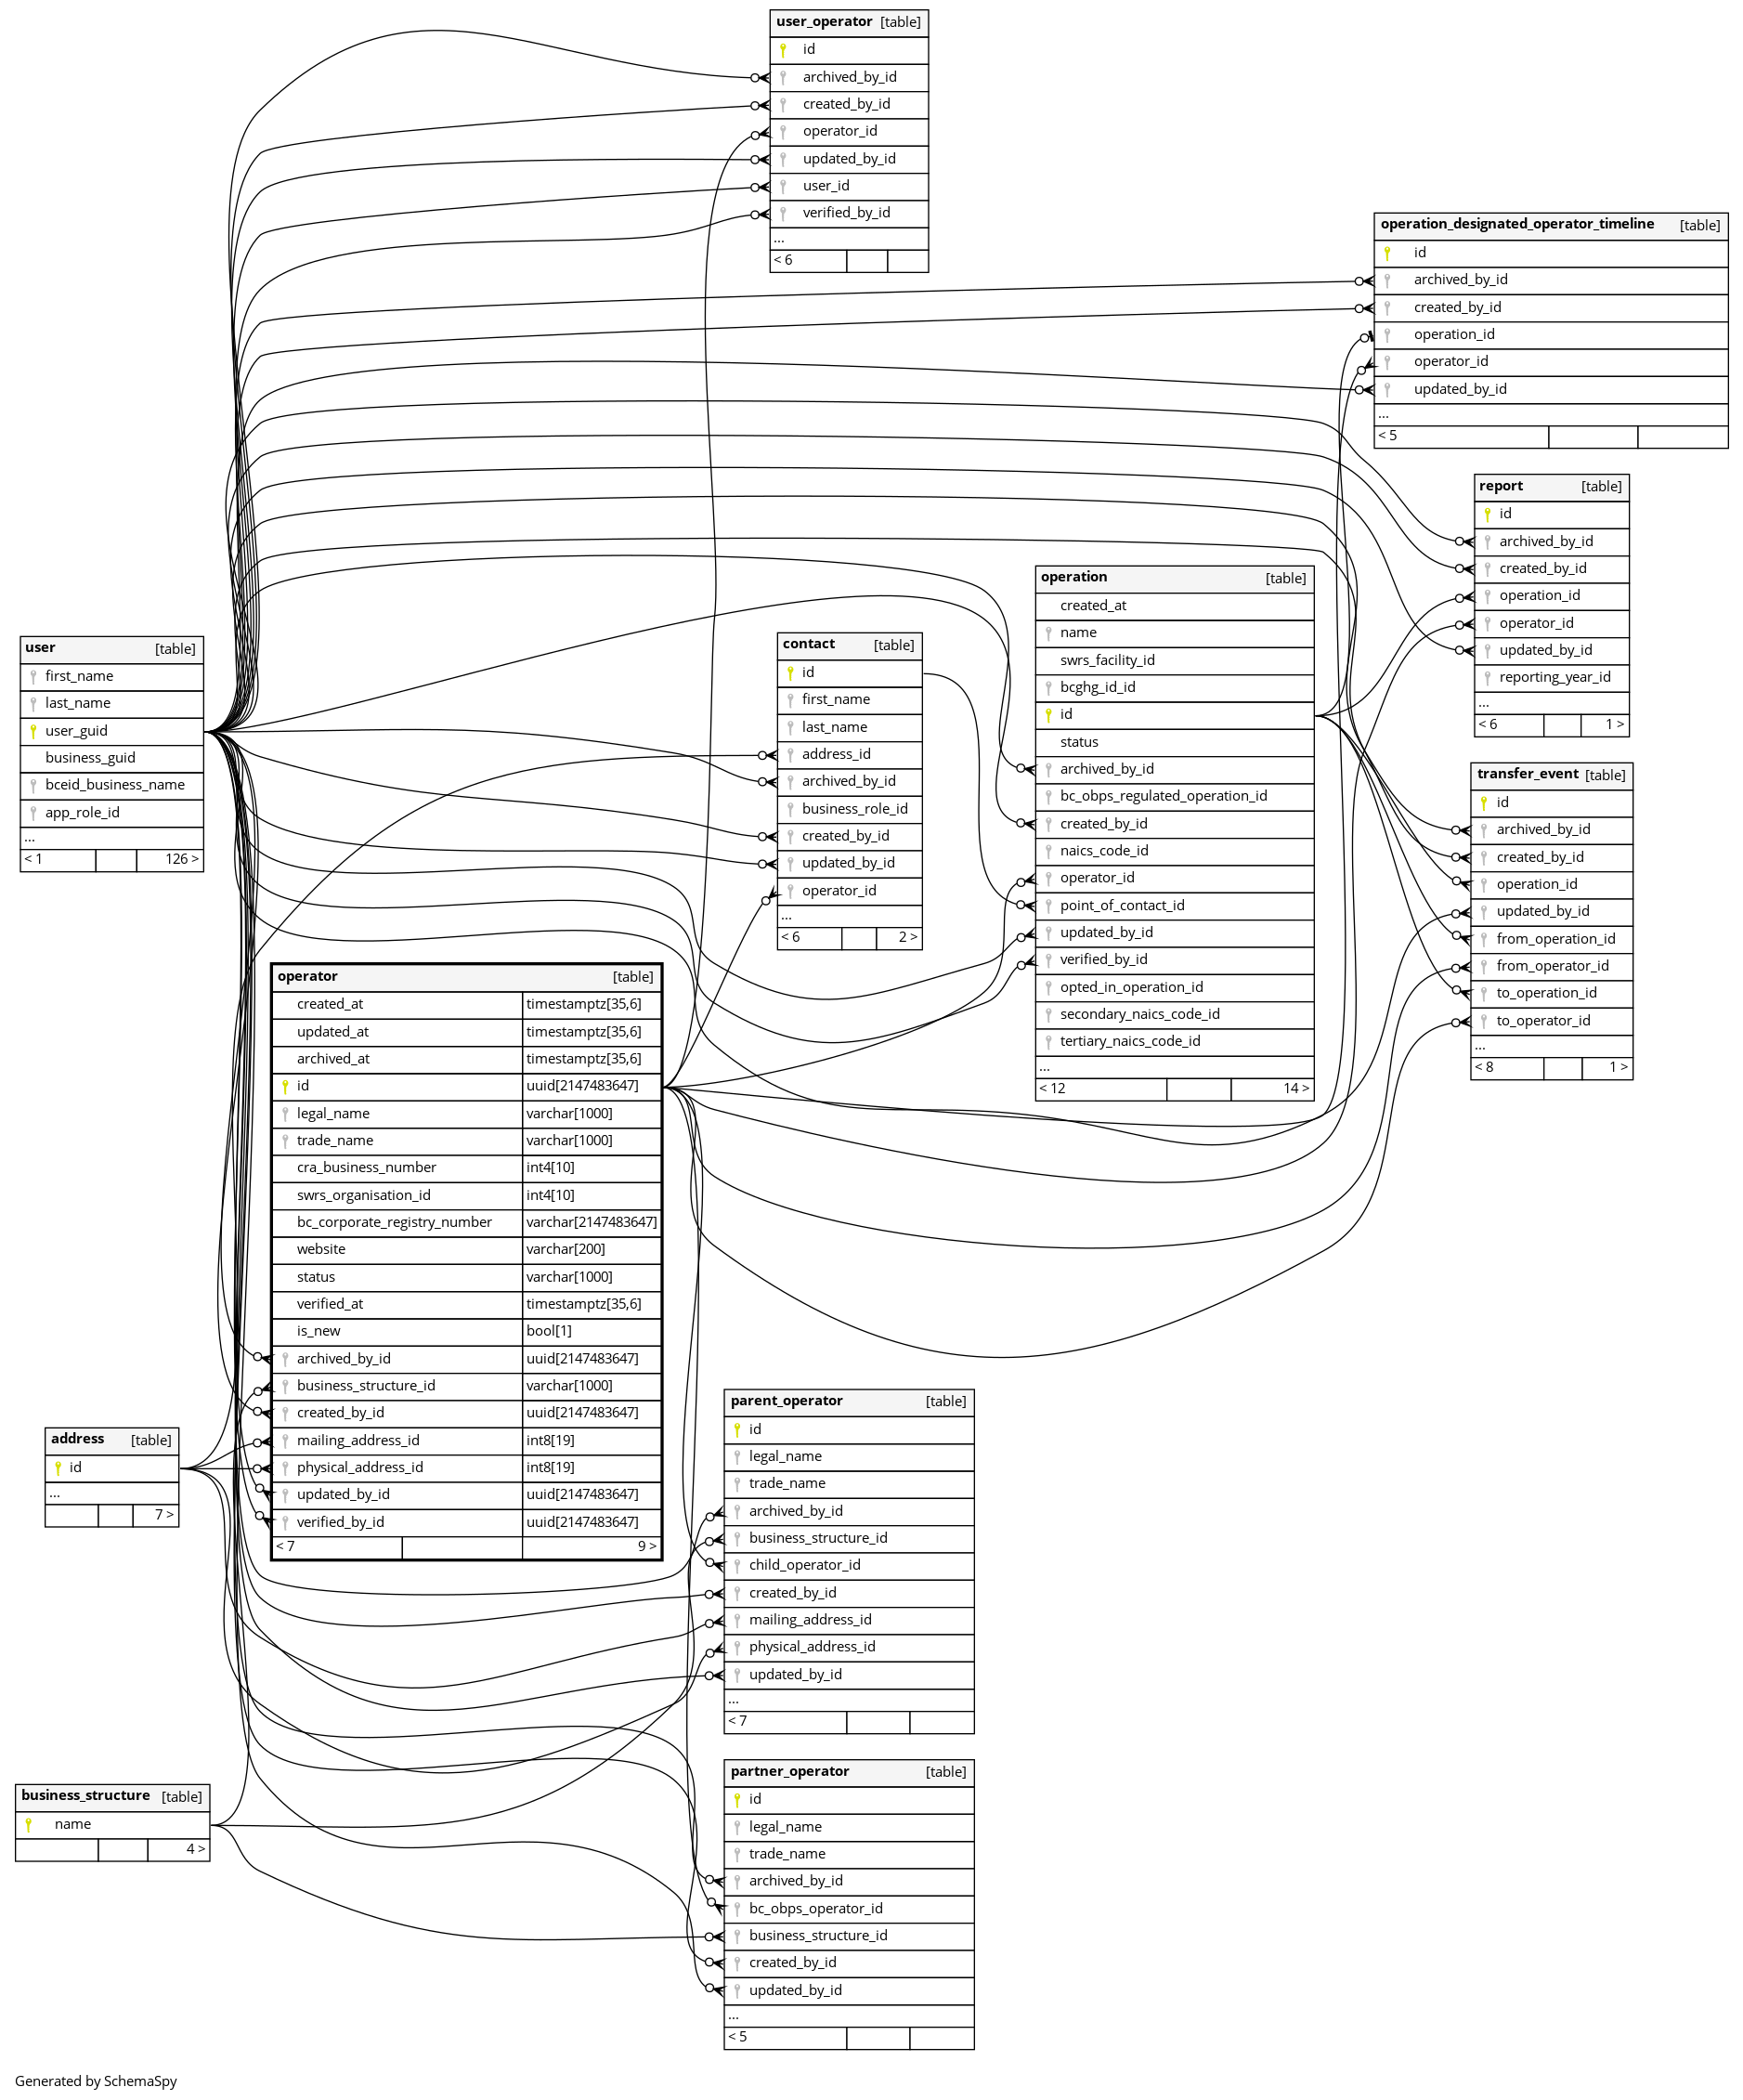 user_operator [table]
id
archived_by_id
created_by_id
operator_id
updated_by_id
user_id
verified_by_id
...
< 6
operation_designated_operator_timeline [table]
id
archived_by_id
created_by_id
operation_id
operator_id
updated_by_id
...
< 5
report [table]
id
archived_by_id
created_by_id
operation_id
operator_id
updated_by_id
reporting_year_id
...
< 6 1 >
operation [table]
created_at
name
swrs_facility_id
bcghg_id_id
id
status
archived_by_id
bc_obps_regulated_operation_id
created_by_id
naics_code_id
operator_id
point_of_contact_id
updated_by_id
verified_by_id
opted_in_operation_id
secondary_naics_code_id
tertiary_naics_code_id
...
< 12 14 >
user [table]
first_name
last_name
user_guid
business_guid
bceid_business_name
app_role_id
...
< 1 126 >
contact [table]
id
first_name
last_name
address_id
archived_by_id
business_role_id
created_by_id
updated_by_id
operator_id
...
< 6 2 >
transfer_event [table]
id
archived_by_id
created_by_id
operation_id
updated_by_id
from_operation_id
from_operator_id
to_operation_id
to_operator_id
...
< 8 1 >
operator [table]
created_at timestamptz[35,6]
updated_at timestamptz[35,6]
archived_at timestamptz[35,6]
id uuid[2147483647]
legal_name varchar[1000]
trade_name varchar[1000]
cra_business_number int4[10]
swrs_organisation_id int4[10]
bc_corporate_registry_number varchar[2147483647]
website varchar[200]
status varchar[1000]
verified_at timestamptz[35,6]
is_new bool[1]
archived_by_id uuid[2147483647]
business_structure_id varchar[1000]
created_by_id uuid[2147483647]
mailing_address_id int8[19]
physical_address_id int8[19]
updated_by_id uuid[2147483647]
verified_by_id uuid[2147483647]
< 7 9 >
address [table]
id
...
7 >
parent_operator [table]
id
legal_name
trade_name
archived_by_id
business_structure_id
child_operator_id
created_by_id
mailing_address_id
physical_address_id
updated_by_id
...
< 7
business_structure [table]
name
4 >
partner_operator [table]
id
legal_name
trade_name
archived_by_id
bc_obps_operator_id
business_structure_id
created_by_id
updated_by_id
...
< 5
Generated by SchemaSpy